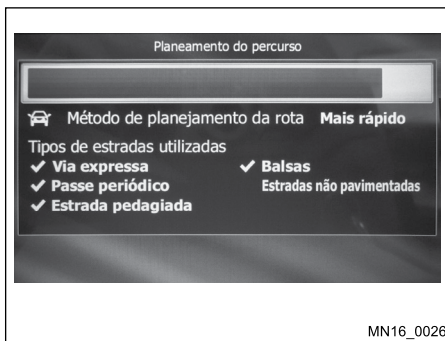 Planeamento do percurso
Método de planejamento da rota Mais rápido
Tipos de estradas utilizadas
✔ Via expressa ✔ Balsas
✔ Passe periódico Estradas não pavimentadas
✔ Estrada pedagiada
MN16_0026